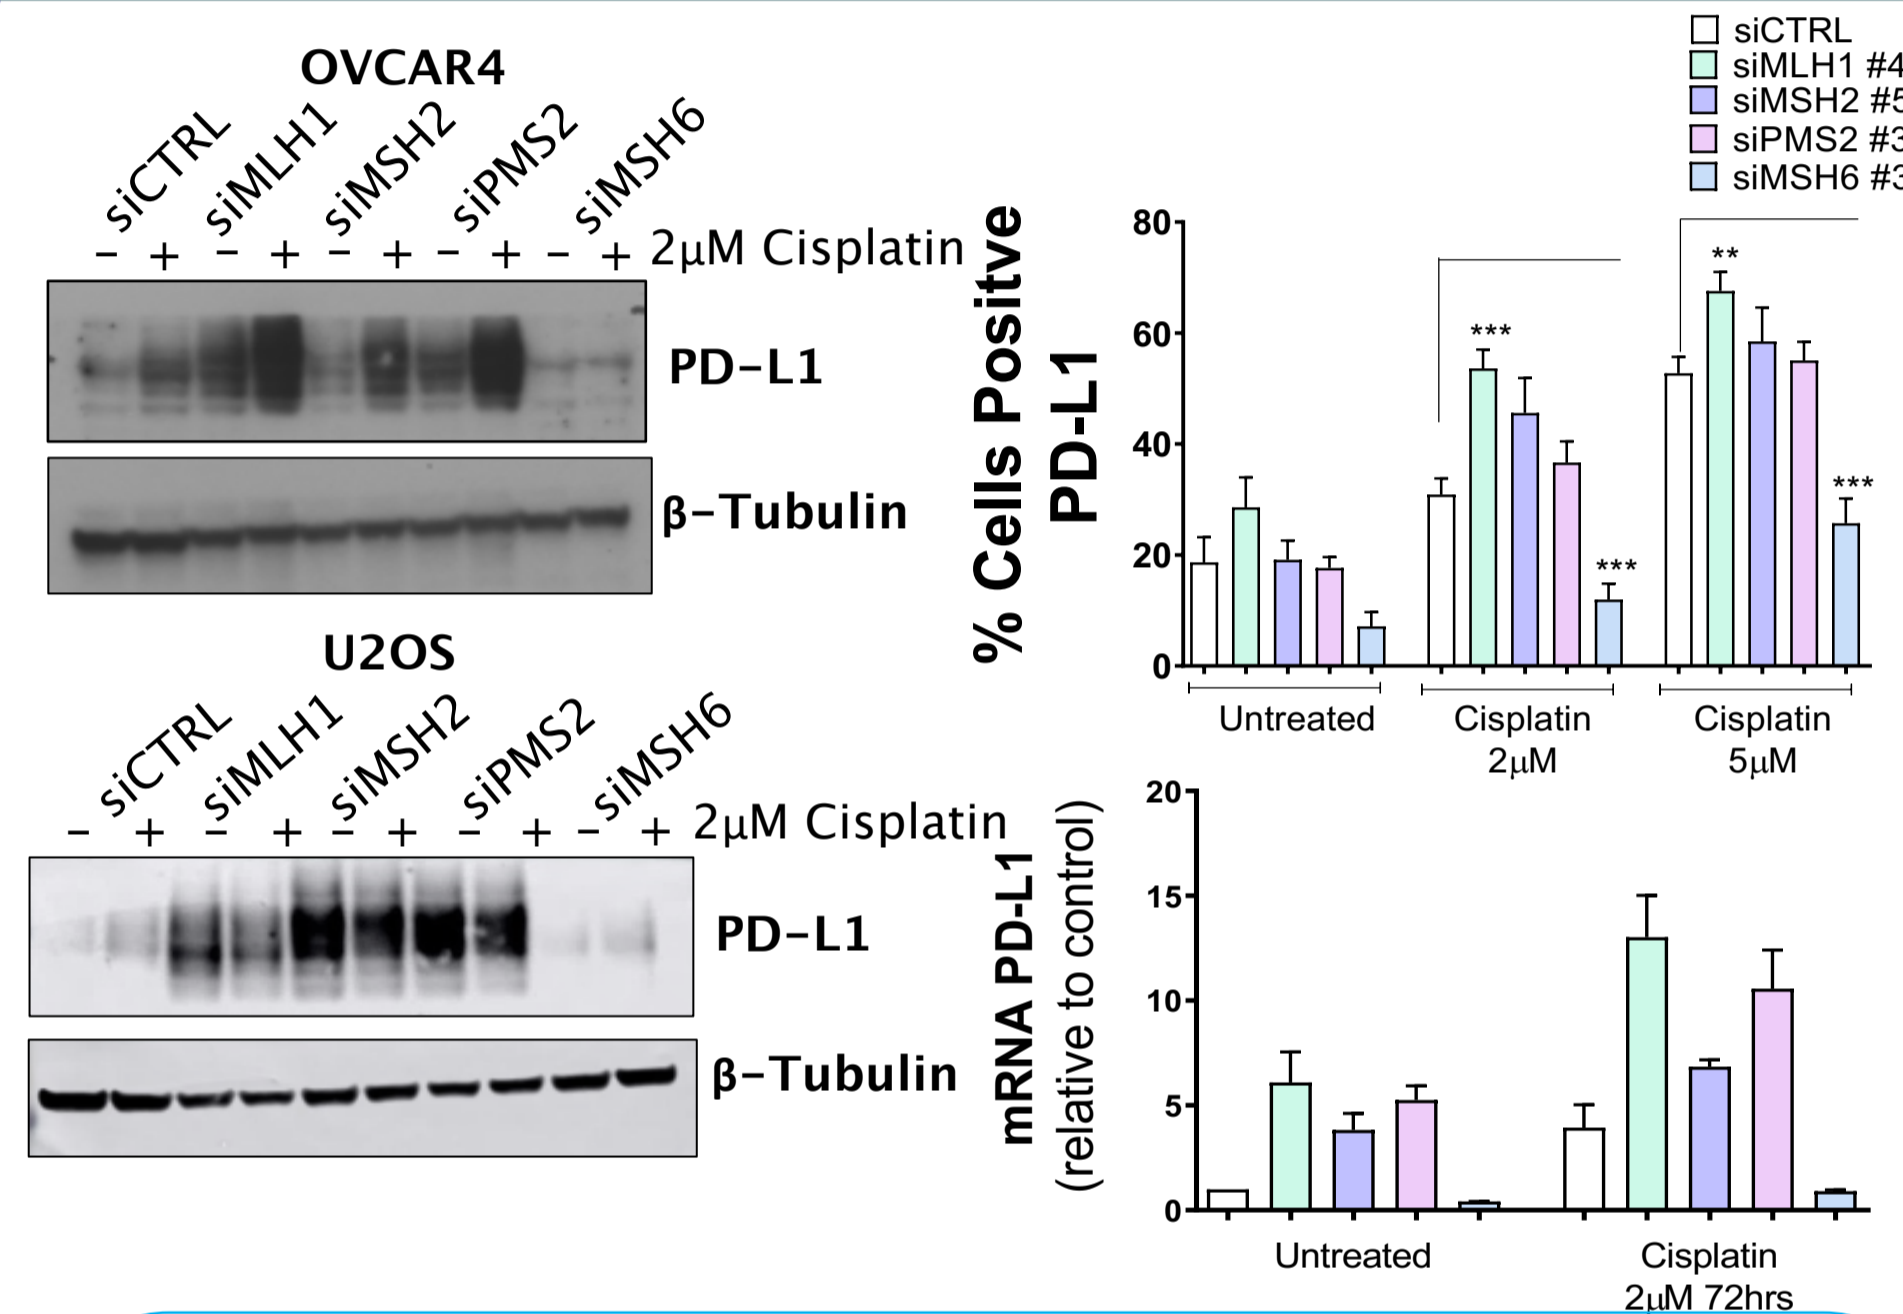 OVCAR4
siCTRL
siMLH1
siMSH2
siPMS2
siMSH6
− + − + − + − + − + 2μM Cisplatin
PD-L1
β-Tubulin
U2OS
siCTRL
siMLH1
siMSH2
siPMS2
siMSH6
− + − + − + − + − + 2μM Cisplatin
PD-L1
β-Tubulin
siCTRL
siMLH1 #4
siMSH2 #5
siPMS2 #3
siMSH6 #3
% Cells Positve
PD-L1
80
60
40
20
0
***
***
**
***
Untreated
Cisplatin
2μM
Cisplatin
5μM
mRNA PD-L1
(relative to control)
20
15
10
5
0
Untreated
Cisplatin
2μM 72hrs